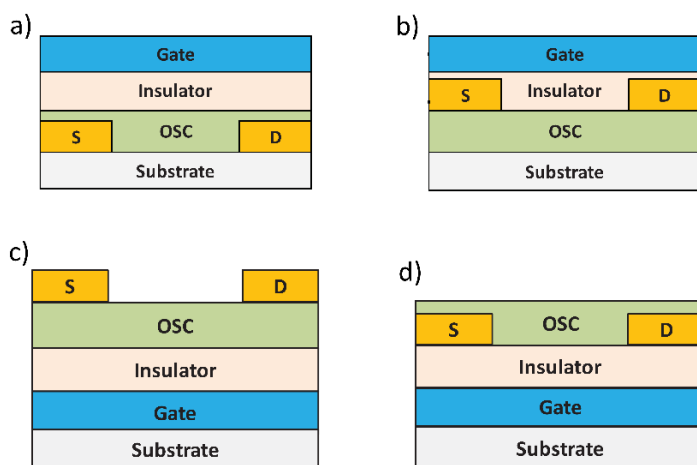 a)
Gate
Insulator
S OSC D
Substrate
b)
Gate
S Insulator D
OSC
Substrate
c)
S D
OSC
Insulator
Gate
Substrate
d)
S OSC D
Insulator
Gate
Substrate